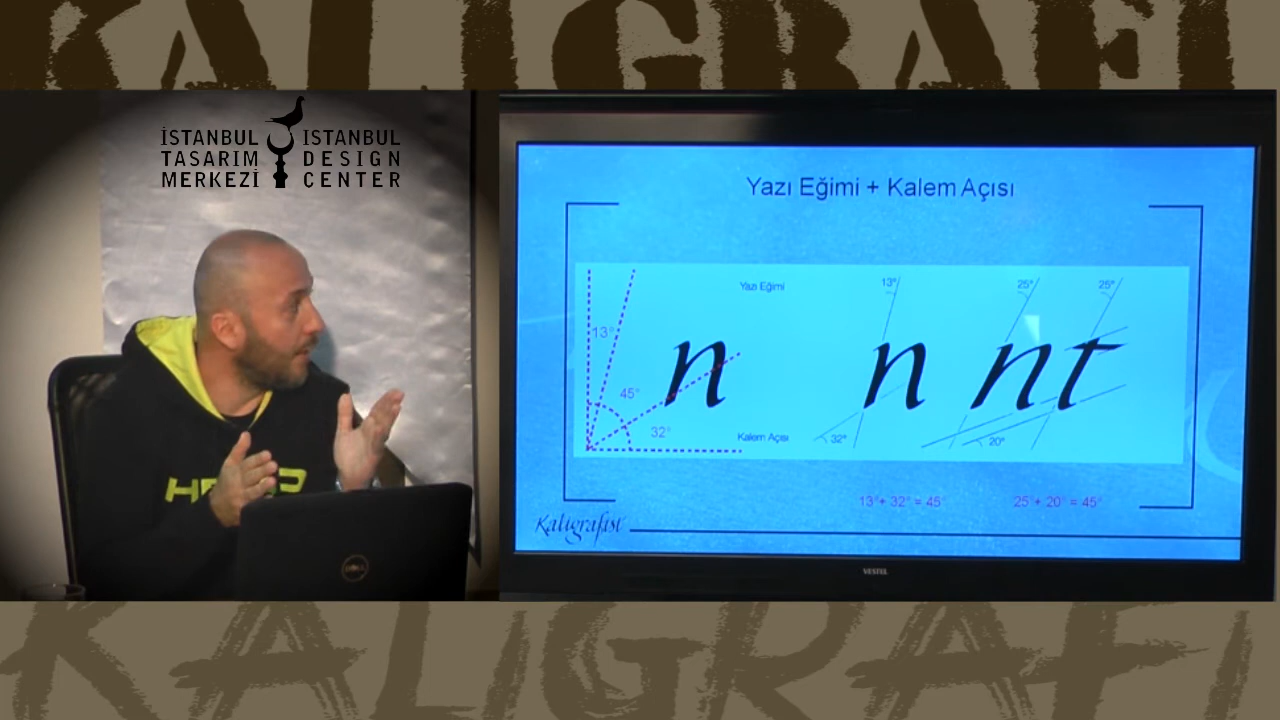 KALIGRAFI
İSTANBUL
TASARIM
MERKEZİ
ISTANBUL
DESIGN
CENTER
Yazı Eğimi + Kalem Açısı
Yazı Eğimi
13°
25°
25°
13°
n
n
nt
45°
32°
Kalem Açısı
32°
20°
13°+ 32° = 45°
25°+ 20° = 45°
Kaligrafist
DELL
VESTEL
KALIGRAFI